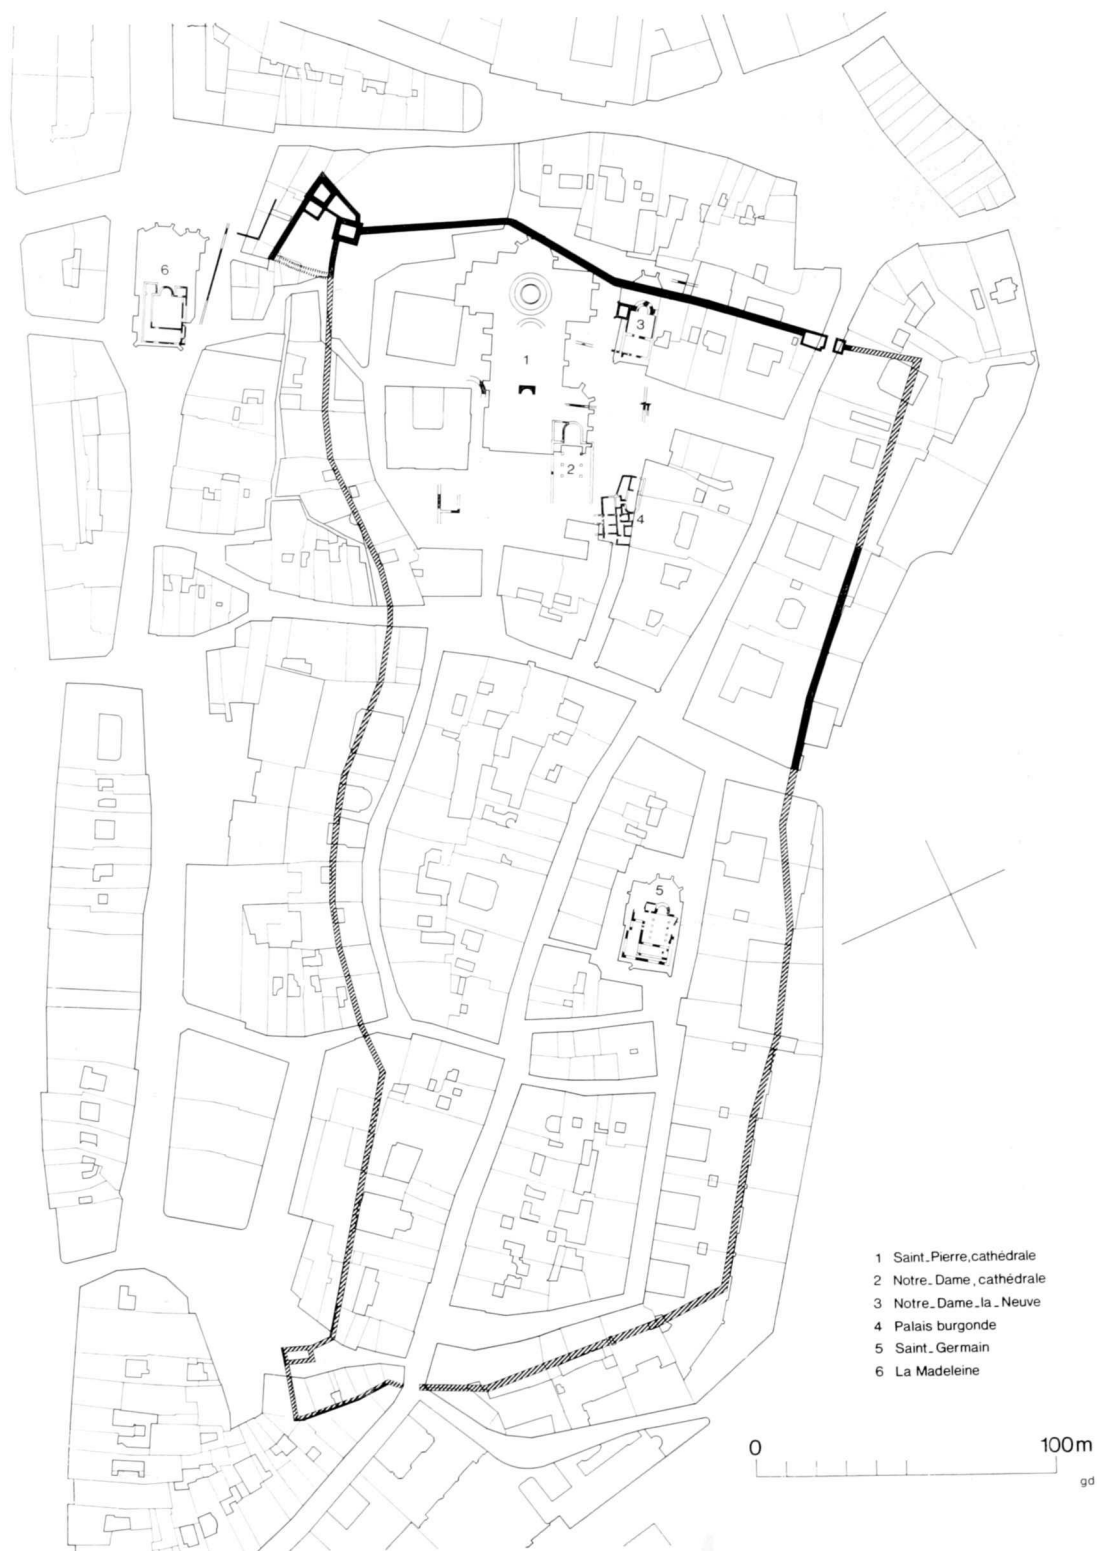 6
3
1
2
4
5
1 Saint_Pierre, cathédrale
2 Notre_Dame, cathédrale
3 Notre_Dame_la_Neuve
4 Palais burgonde
5 Saint_Germain
6 La Madeleine
0 100m
gd